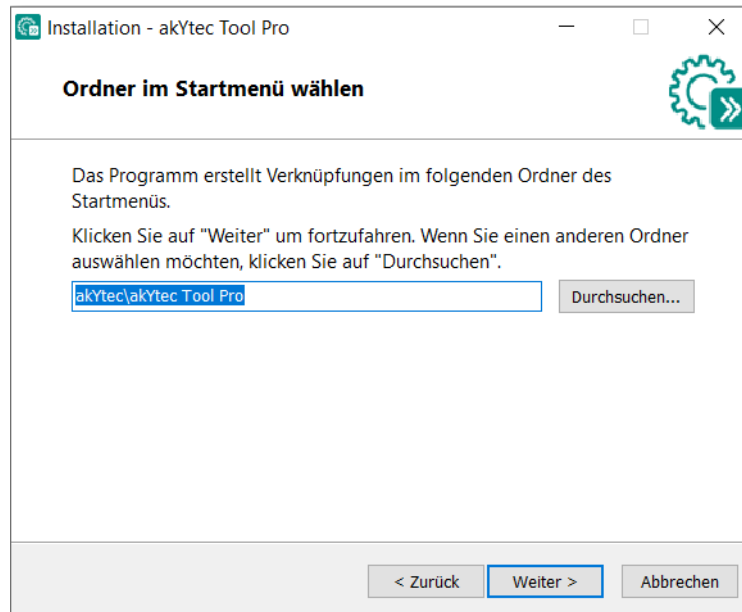 Installation - akYtec Tool Pro
Ordner im Startmenü wählen
Das Programm erstellt Verknüpfungen im folgenden Ordner des
Startmenüs.
Klicken Sie auf "Weiter" um fortzufahren. Wenn Sie einen anderen Ordner
auswählen möchten, klicken Sie auf "Durchsuchen".
akYtec\akYtec Tool Pro
Durchsuchen...
< Zurück
Weiter >
Abbrechen